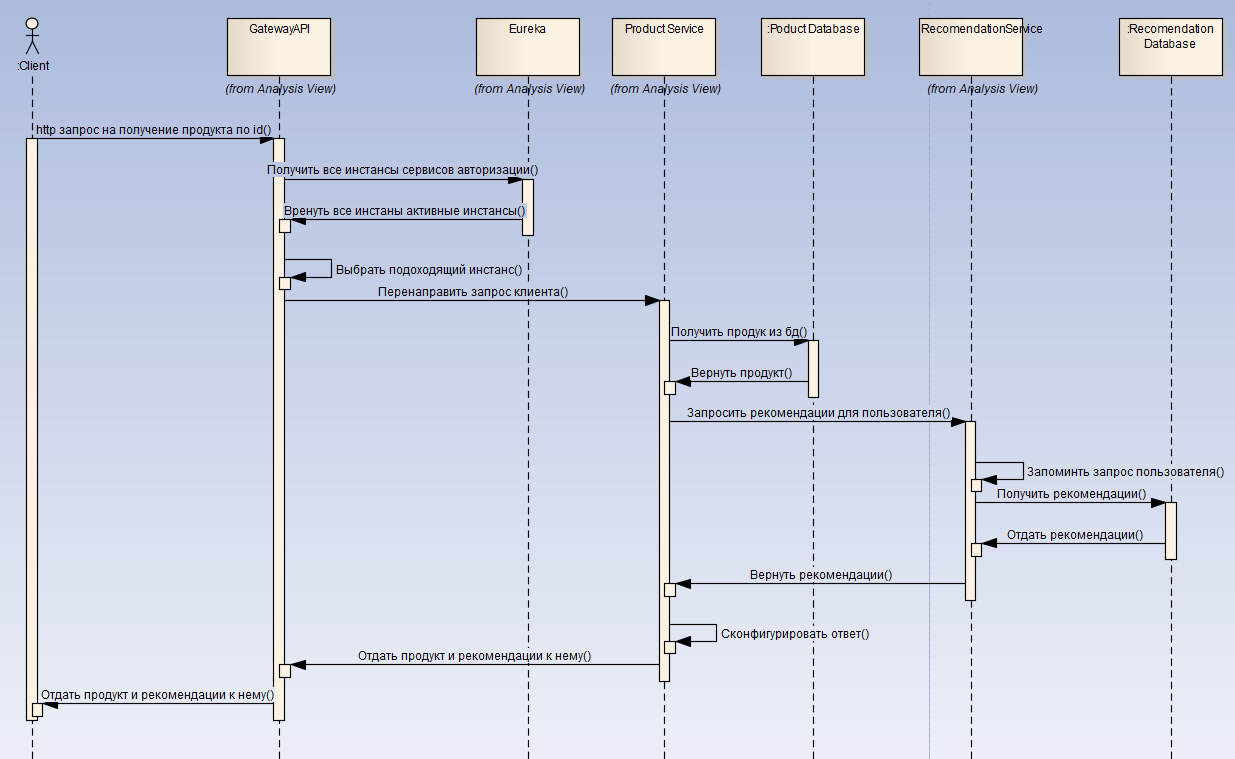 :Client
GatewayAPI
(from Analysis View)
Eureka
(from Analysis View)
Product Service
(from Analysis View)
:Poduct Database
RecomendationService
(from Analysis View)
:Recomendation
Database
http запрос на получение продукта по id()
Получить все инстансы сервисов авторизации()
Вренуть все инстаны активные инстансы()
Выбрать подоходящий инстанс()
Перенаправить запрос клиента()
Получить продук из бд()
Вернуть продукт()
Запросить рекомендации для пользователя()
Запоминть запрос пользователя()
Получить рекомендации()
Отдать рекомендации()
Вернуть рекомендации()
Сконфигурировать ответ()
Отдать продукт и рекомендации к нему()
Отдать продукт и рекомендации к нему()